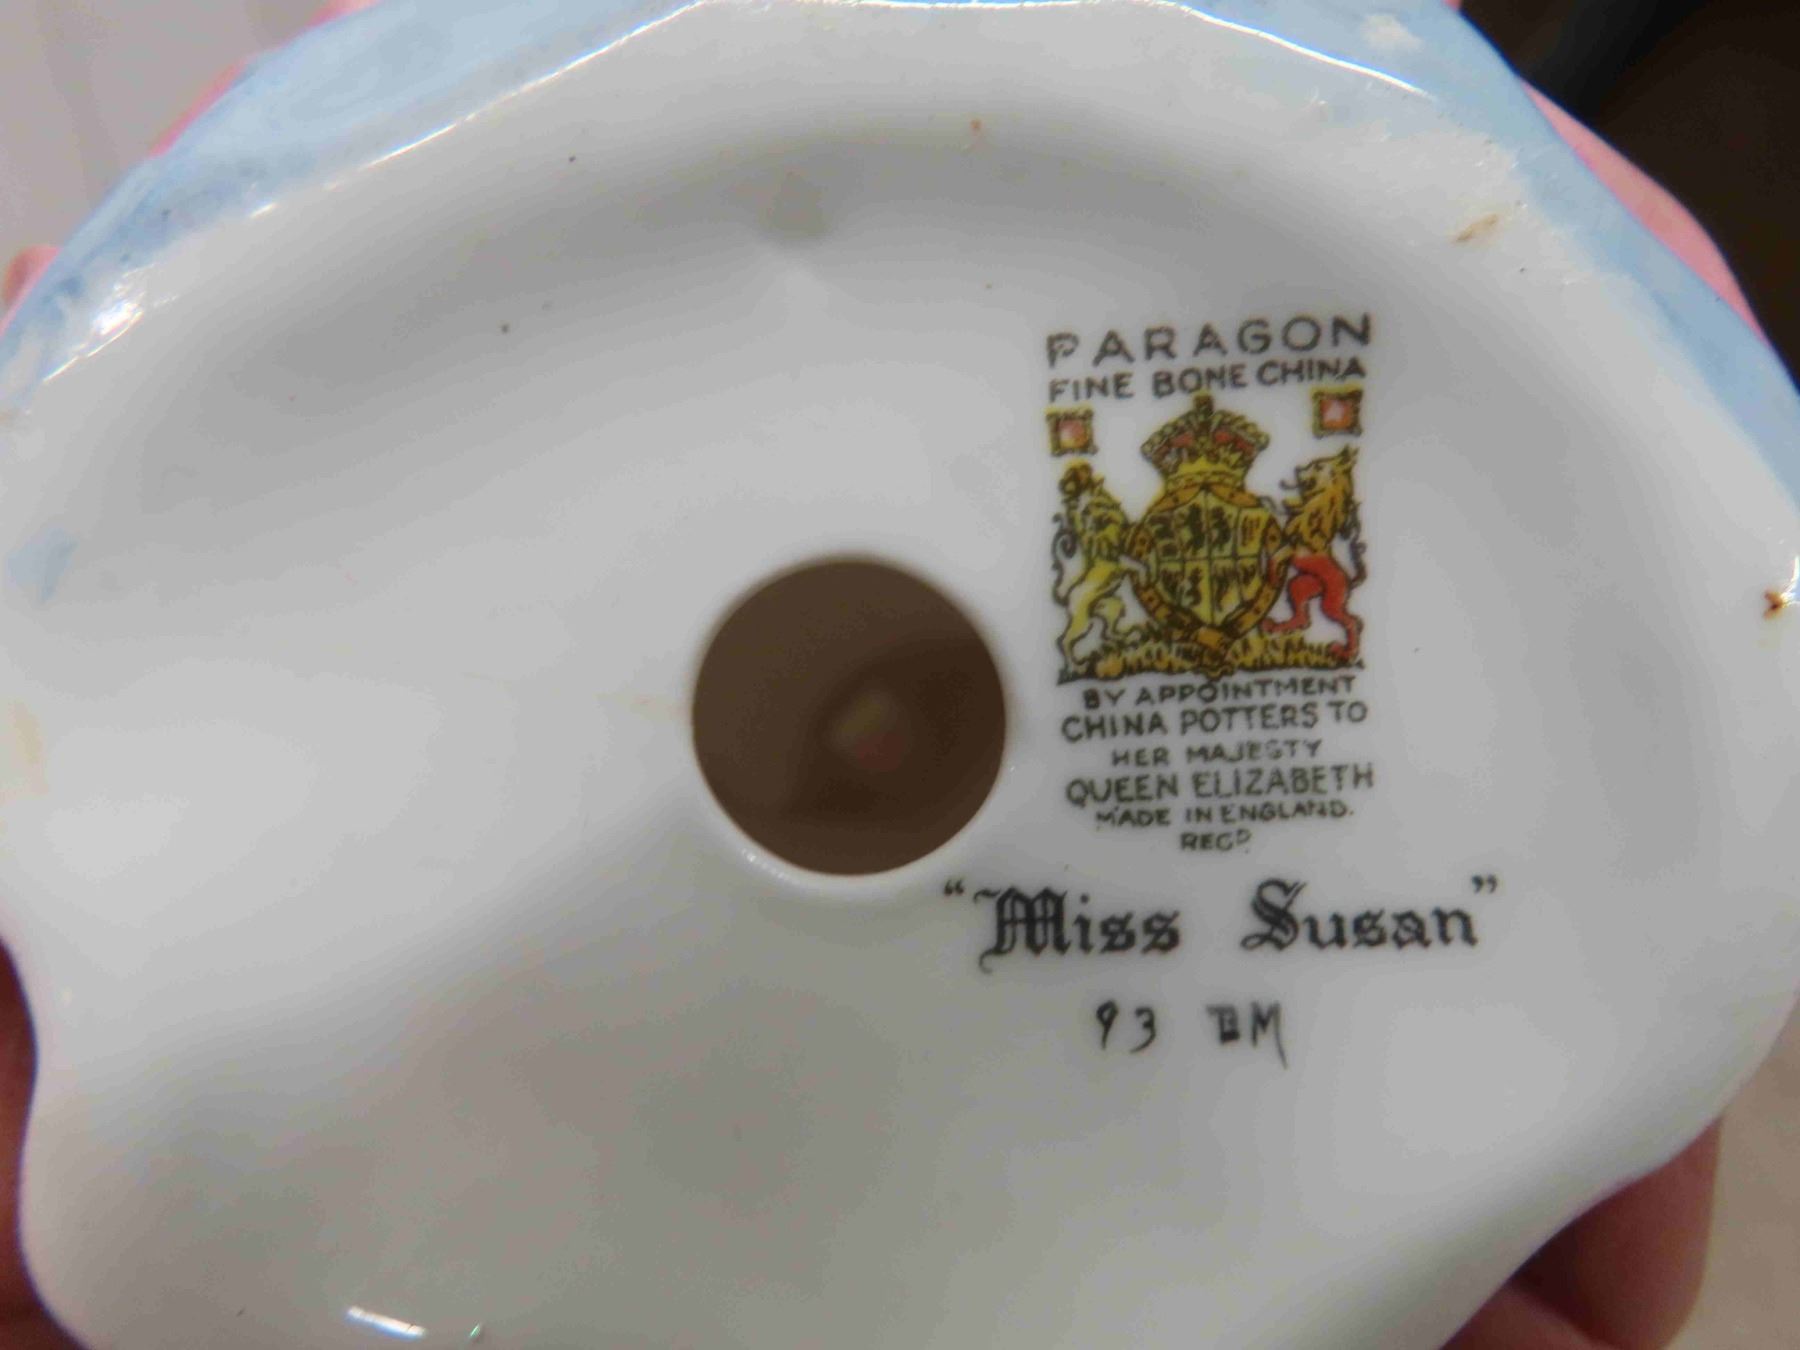 PARAGON
FINE BONE CHINA
BY APPOINTMENT
CHINA POTTERS TO
HER MAJESTY
QUEEN ELIZABETH
MADE IN ENGLAND.
REGD.
"Miss Susan"
93